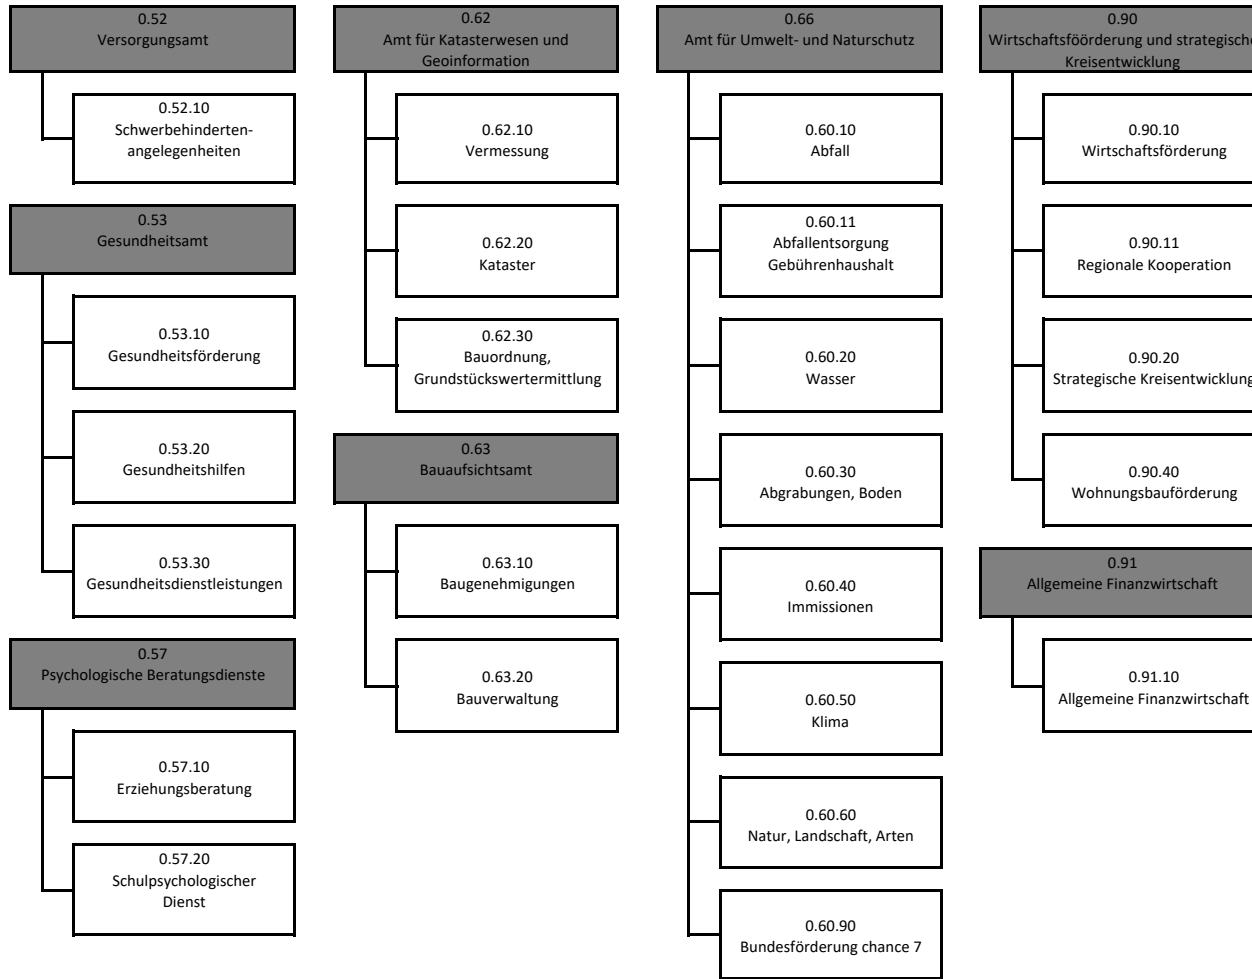 0.52
Versorgungsamt
0.52.10
Schwerbehinderten-
angelegenheiten
0.53
Gesundheitsamt
0.53.10
Gesundheitsförderung
0.53.20
Gesundheitshilfen
0.53.30
Gesundheitsdienstleistungen
0.57
Psychologische Beratungsdienste
0.57.10
Erziehungsberatung
0.57.20
Schulpsychologischer
Dienst
0.62
Amt für Katasterwesen und
Geoinformation
0.62.10
Vermessung
0.62.20
Kataster
0.62.30
Bauordnung,
Grundstückswertermittlung
0.63
Bauaufsichtsamt
0.63.10
Baugenehmigungen
0.63.20
Bauverwaltung
0.66
Amt für Umwelt- und Naturschutz
0.60.10
Abfall
0.60.11
Abfallentsorgung
Gebührenhaushalt
0.60.20
Wasser
0.60.30
Abgrabungen, Boden
0.60.40
Immissionen
0.60.50
Klima
0.60.60
Natur, Landschaft, Arten
0.60.90
Bundesförderung chance 7
0.90
Wirtschaftsföörderung und strategische
Kreisentwicklung
0.90.10
Wirtschaftsförderung
0.90.11
Regionale Kooperation
0.90.20
Strategische Kreisentwicklung
0.90.40
Wohnungsbauförderung
0.91
Allgemeine Finanzwirtschaft
0.91.10
Allgemeine Finanzwirtschaft